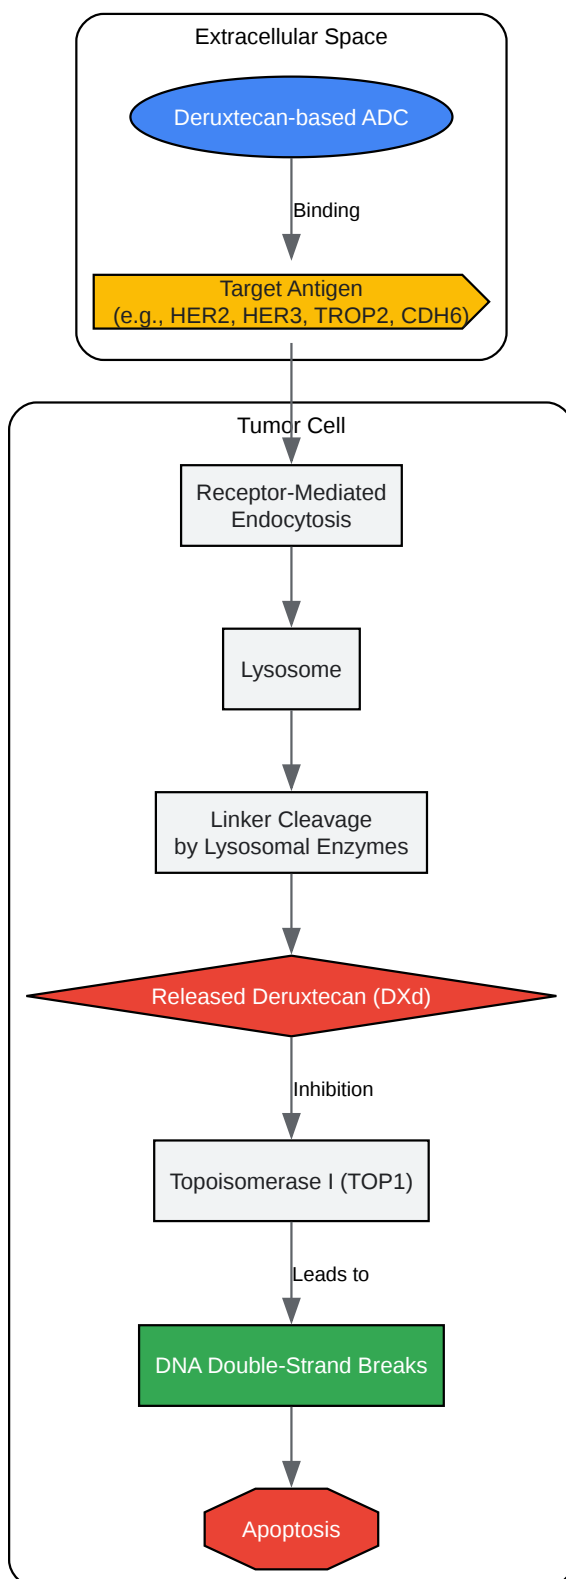 Extracellular Space
Deruxtecan-based ADC
Binding
Target Antigen
(e.g., HER2, HER3, TROP2, CDH6)
Tumor Cell
Receptor-Mediated
Endocytosis
Lysosome
Linker Cleavage
by Lysosomal Enzymes
Released Deruxtecan (DXd)
Inhibition
Topoisomerase I (TOP1)
Leads to
DNA Double-Strand Breaks
Apoptosis